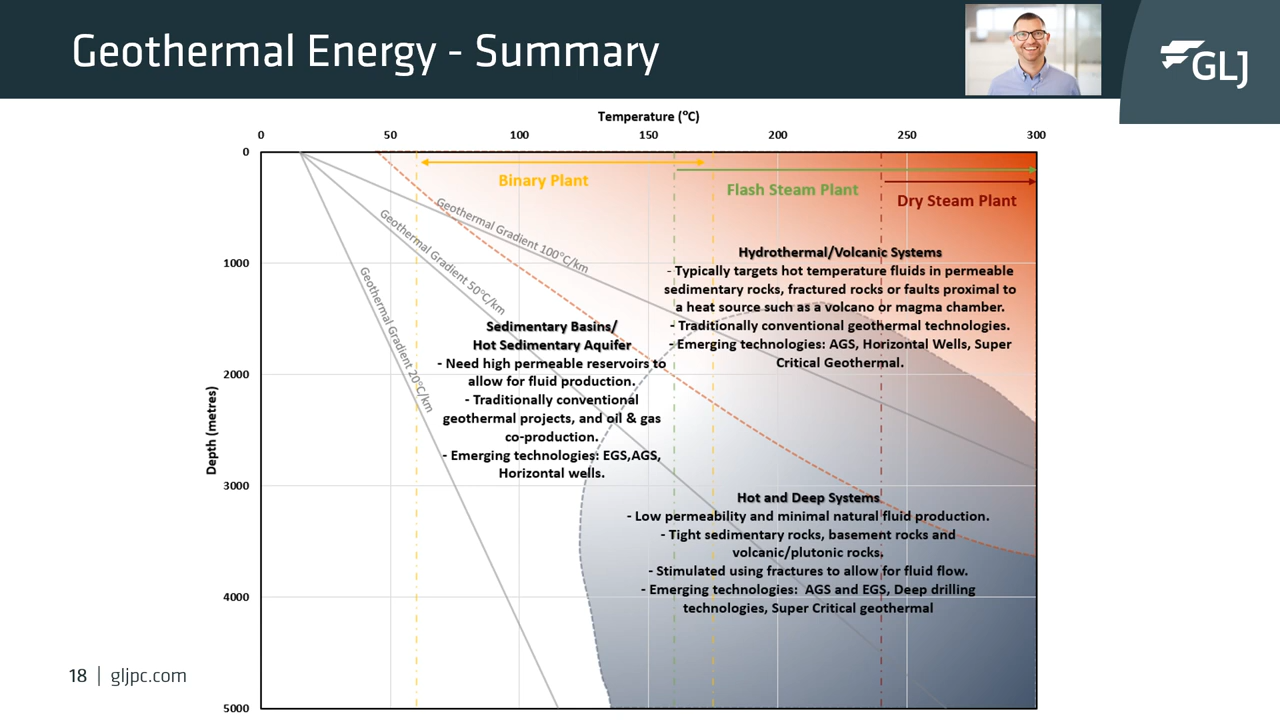 Geothermal Energy - Summary
GLJ
Temperature (°C)
0 50 100 150 200 250 300
Depth (metres)
0
1000
2000
3000
4000
5000
Binary Plant
Flash Steam Plant
Dry Steam Plant
Geothermal Gradient 100°C/km
Geothermal Gradient 50°C/km
Geothermal Gradient 20°C/km
Hydrothermal/Volcanic Systems
- Typically targets hot temperature fluids in permeable
sedimentary rocks, fractured rocks or faults proximal to
a heat source such as a volcano or magma chamber.
- Traditionally conventional geothermal technologies.
- Emerging technologies: AGS, Horizontal Wells, Super
Critical Geothermal.
Sedimentary Basins/
Hot Sedimentary Aquifer
- Need high permeable reservoirs to
allow for fluid production.
- Traditionally conventional
geothermal projects, and oil & gas
co-production.
- Emerging technologies: EGS,AGS,
Horizontal wells.
Hot and Deep Systems
- Low permeability and minimal natural fluid production.
- Tight sedimentary rocks, basement rocks and
volcanic/plutonic rocks.
- Stimulated using fractures to allow for fluid flow.
- Emerging technologies: AGS and EGS, Deep drilling
technologies, Super Critical geothermal
18 | gljpc.com